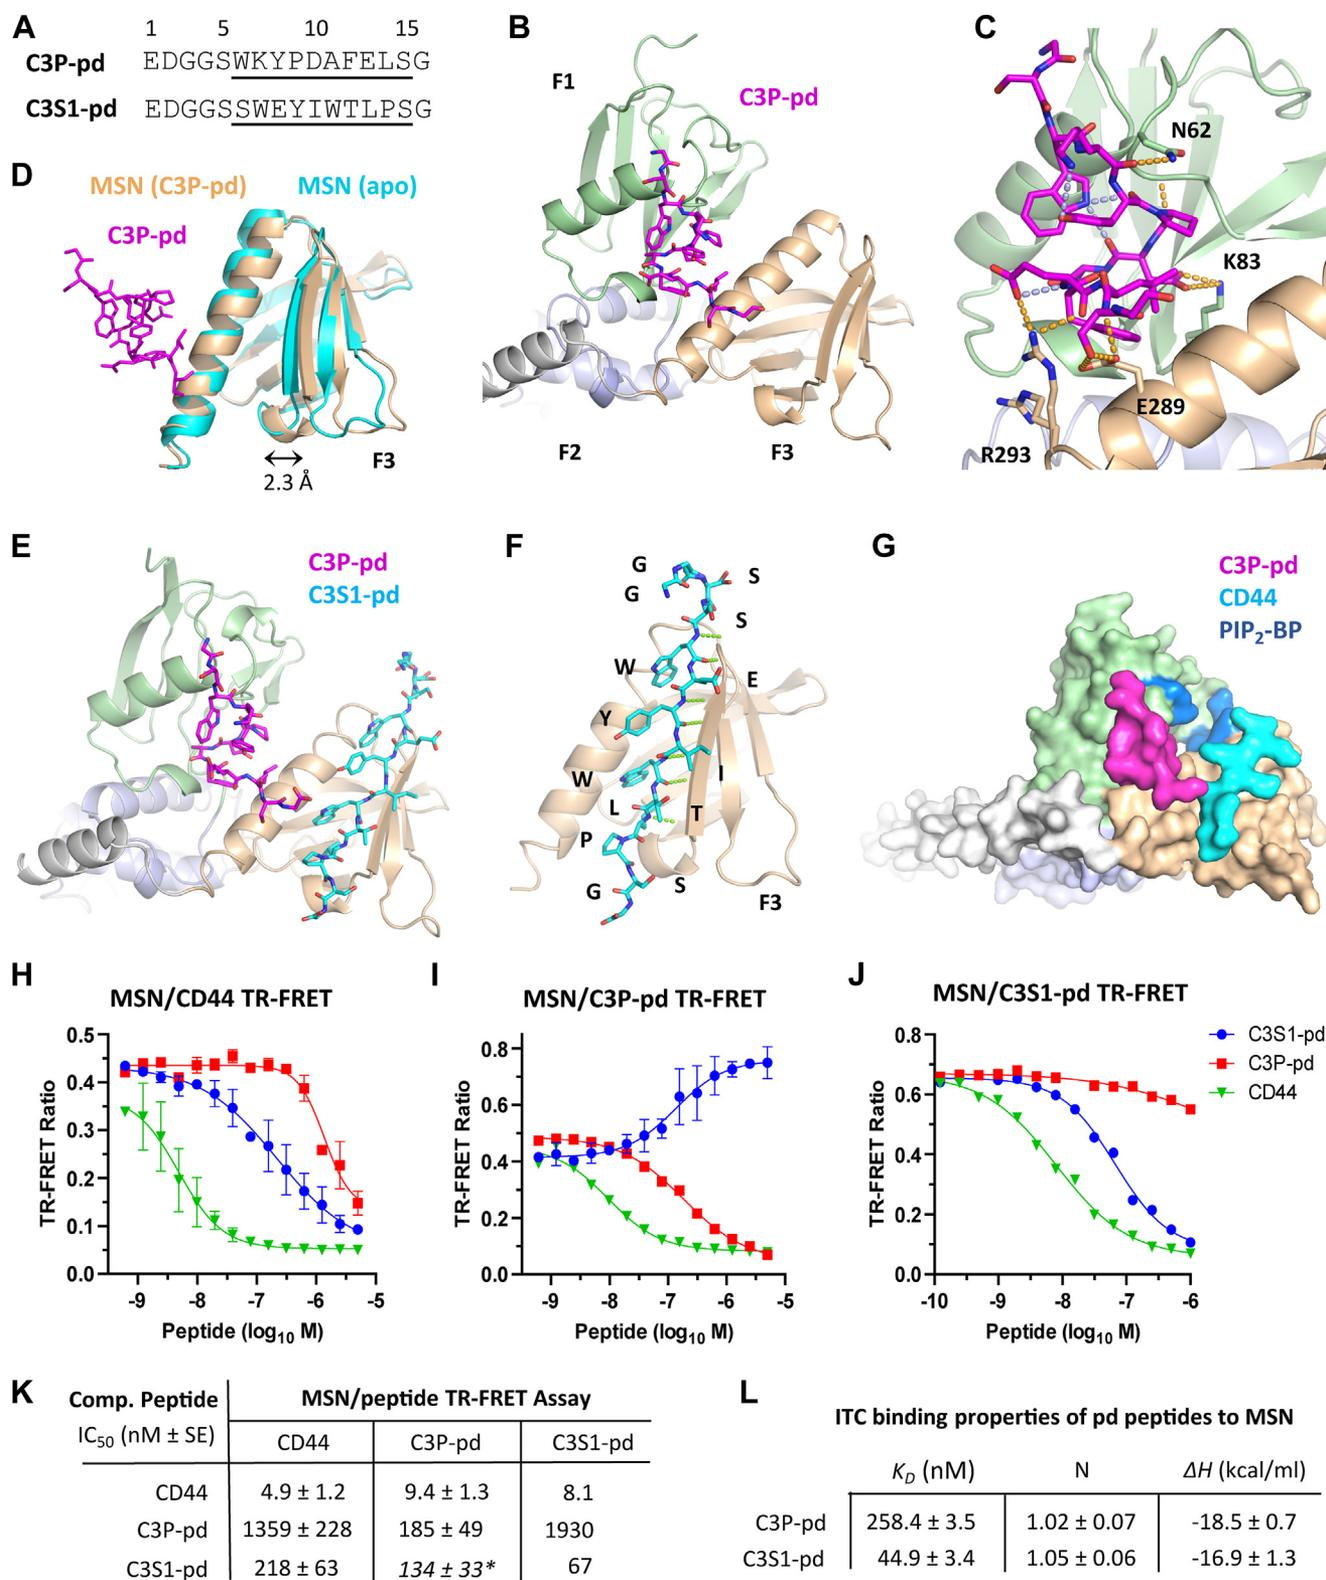 A
1 5 10 15
C3P-pd EDGGSWKYPDAFELSG
C3S1-pd EDGGSSWEYIWTLPSG
B
F1
C3P-pd
F2
F3
C
N62
K83
E289
R293
D
MSN (C3P-pd) MSN (apo)
C3P-pd
F3
2.3 Å
E
C3P-pd
C3S1-pd
F
G
G
S
S
W
E
Y
W
I
L
T
P
S
G
F3
G
C3P-pd
CD44
PIP2-BP
H
MSN/CD44 TR-FRET
TR-FRET Ratio
0.5
0.4
0.3
0.2
0.1
0.0
-9 -8 -7 -6 -5
Peptide (log10 M)
I
MSN/C3P-pd TR-FRET
TR-FRET Ratio
0.8
0.6
0.4
0.2
0.0
-9 -8 -7 -6 -5
Peptide (log10 M)
J
MSN/C3S1-pd TR-FRET
TR-FRET Ratio
0.8
0.6
0.4
0.2
0.0
-10 -9 -8 -7 -6
Peptide (log10 M)
C3S1-pd
C3P-pd
CD44
K
Comp. Peptide MSN/peptide TR-FRET Assay
IC50 (nM ± SE) CD44 C3P-pd C3S1-pd
CD44 4.9 ± 1.2 9.4 ± 1.3 8.1
C3P-pd 1359 ± 228 185 ± 49 1930
C3S1-pd 218 ± 63 134 ± 33* 67
L
ITC binding properties of pd peptides to MSN
KD (nM) N ΔH (kcal/ml)
C3P-pd 258.4 ± 3.5 1.02 ± 0.07 -18.5 ± 0.7
C3S1-pd 44.9 ± 3.4 1.05 ± 0.06 -16.9 ± 1.3